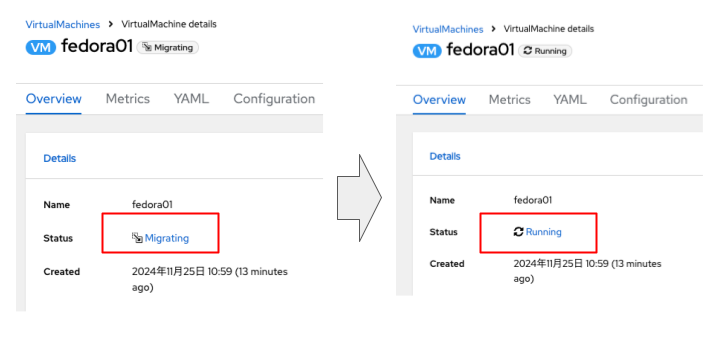 VirtualMachines > VirtualMachine details
VM fedora01 Migrating
Overview Metrics YAML Configuration
Details
Name fedora01
Status Migrating
Created 2024年11月25日 10:59 (13 minutes
ago)
VirtualMachines > VirtualMachine details
VM fedora01 Running
Overview Metrics YAML Configuration
Details
Name fedora01
Status Running
Created 2024年11月25日 10:59 (13 minutes
ago)